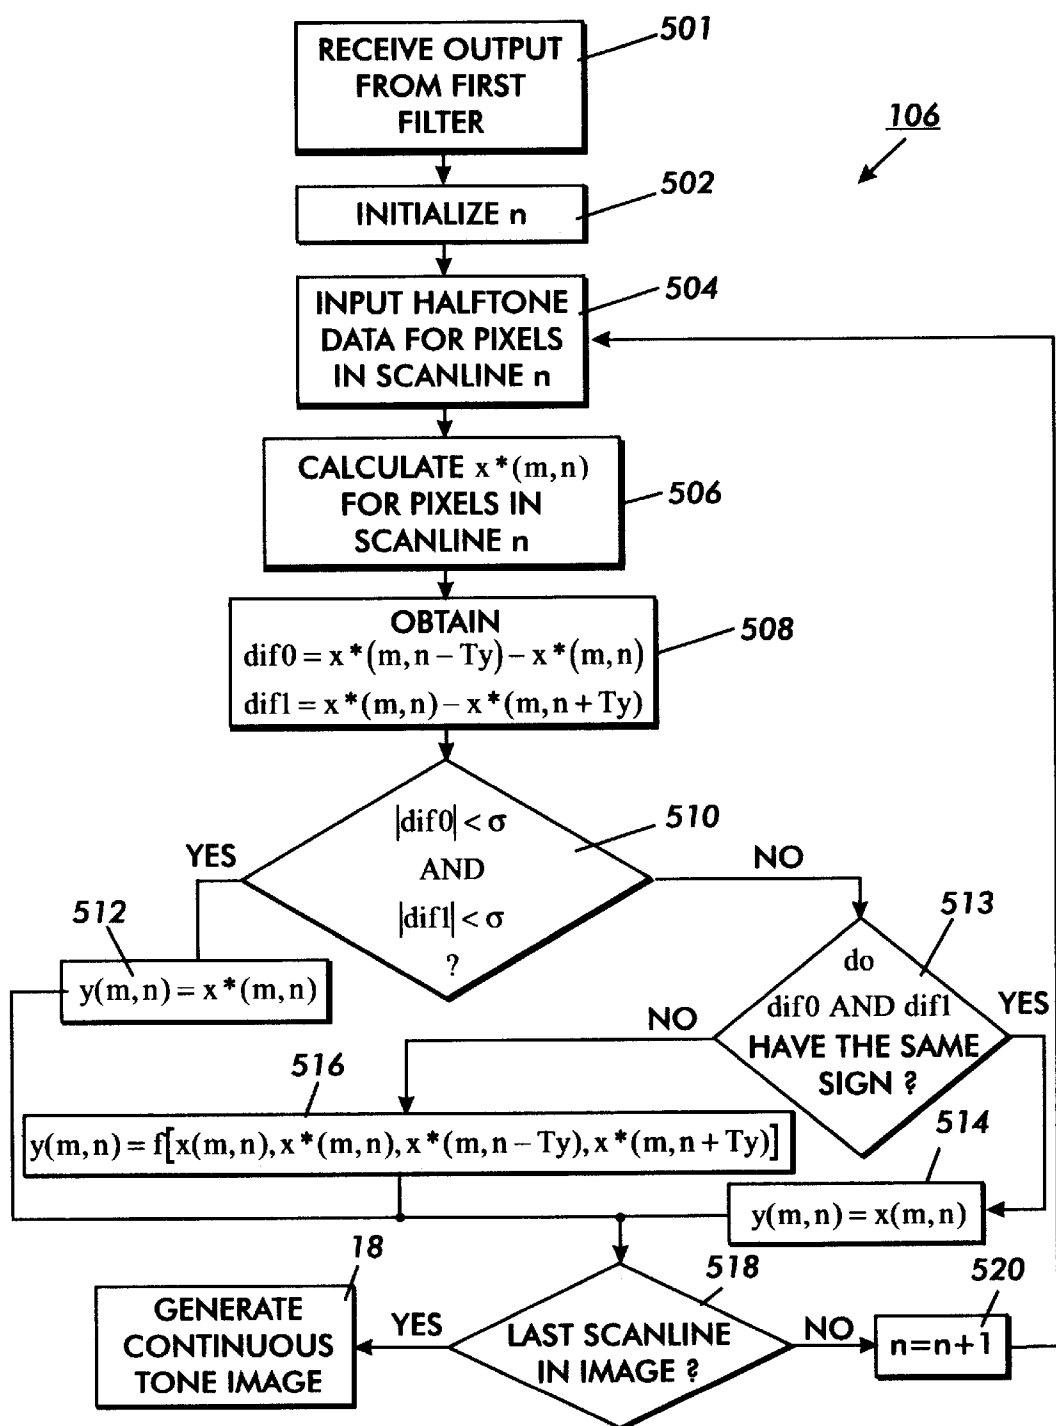 501
RECEIVE OUTPUT
FROM FIRST
FILTER
106
502
INITIALIZE n
504
INPUT HALFTONE
DATA FOR PIXELS
IN SCANLINE n
CALCULATE x*(m,n)
FOR PIXELS IN
SCANLINE n
506
OBTAIN
dif0 = x*(m,n − Ty) − x*(m,n)
dif1 = x*(m,n) − x*(m,n + Ty)
508
|dif0| < σ
AND
|dif1| < σ
?
510
YES
NO
512
y(m,n) = x*(m,n)
513
do
dif0 AND dif1
HAVE THE SAME
SIGN ?
NO
YES
516
y(m,n) = f[x(m,n),x*(m,n),x*(m,n − Ty),x*(m,n + Ty)]
514
y(m,n) = x(m,n)
18
GENERATE
CONTINUOUS
TONE IMAGE
YES
518
LAST SCANLINE
IN IMAGE ?
NO
520
n=n+1